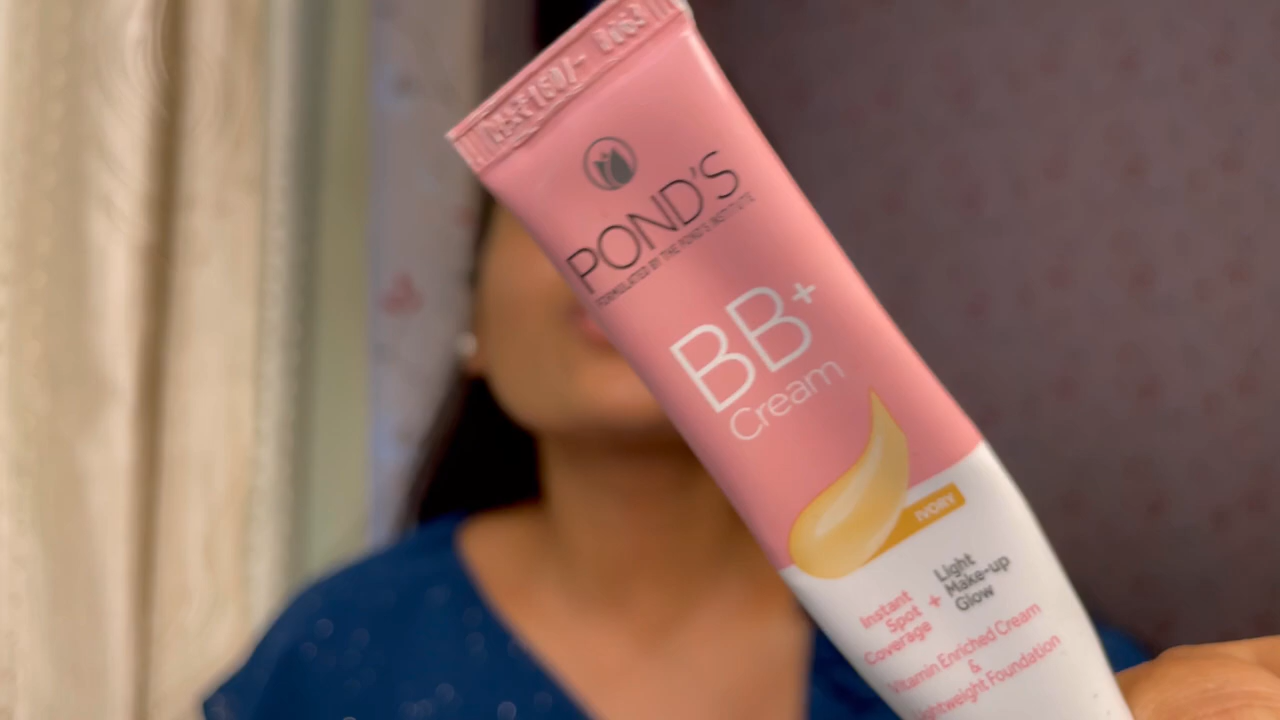 POND'S
FORMULATED BY THE POND'S INSTITUTE
BB+
Cream
IVORY
Instant
Spot
Coverage
+
Light
Make-up
Glow
Vitamin Enriched Cream
&
Lightweight Foundation